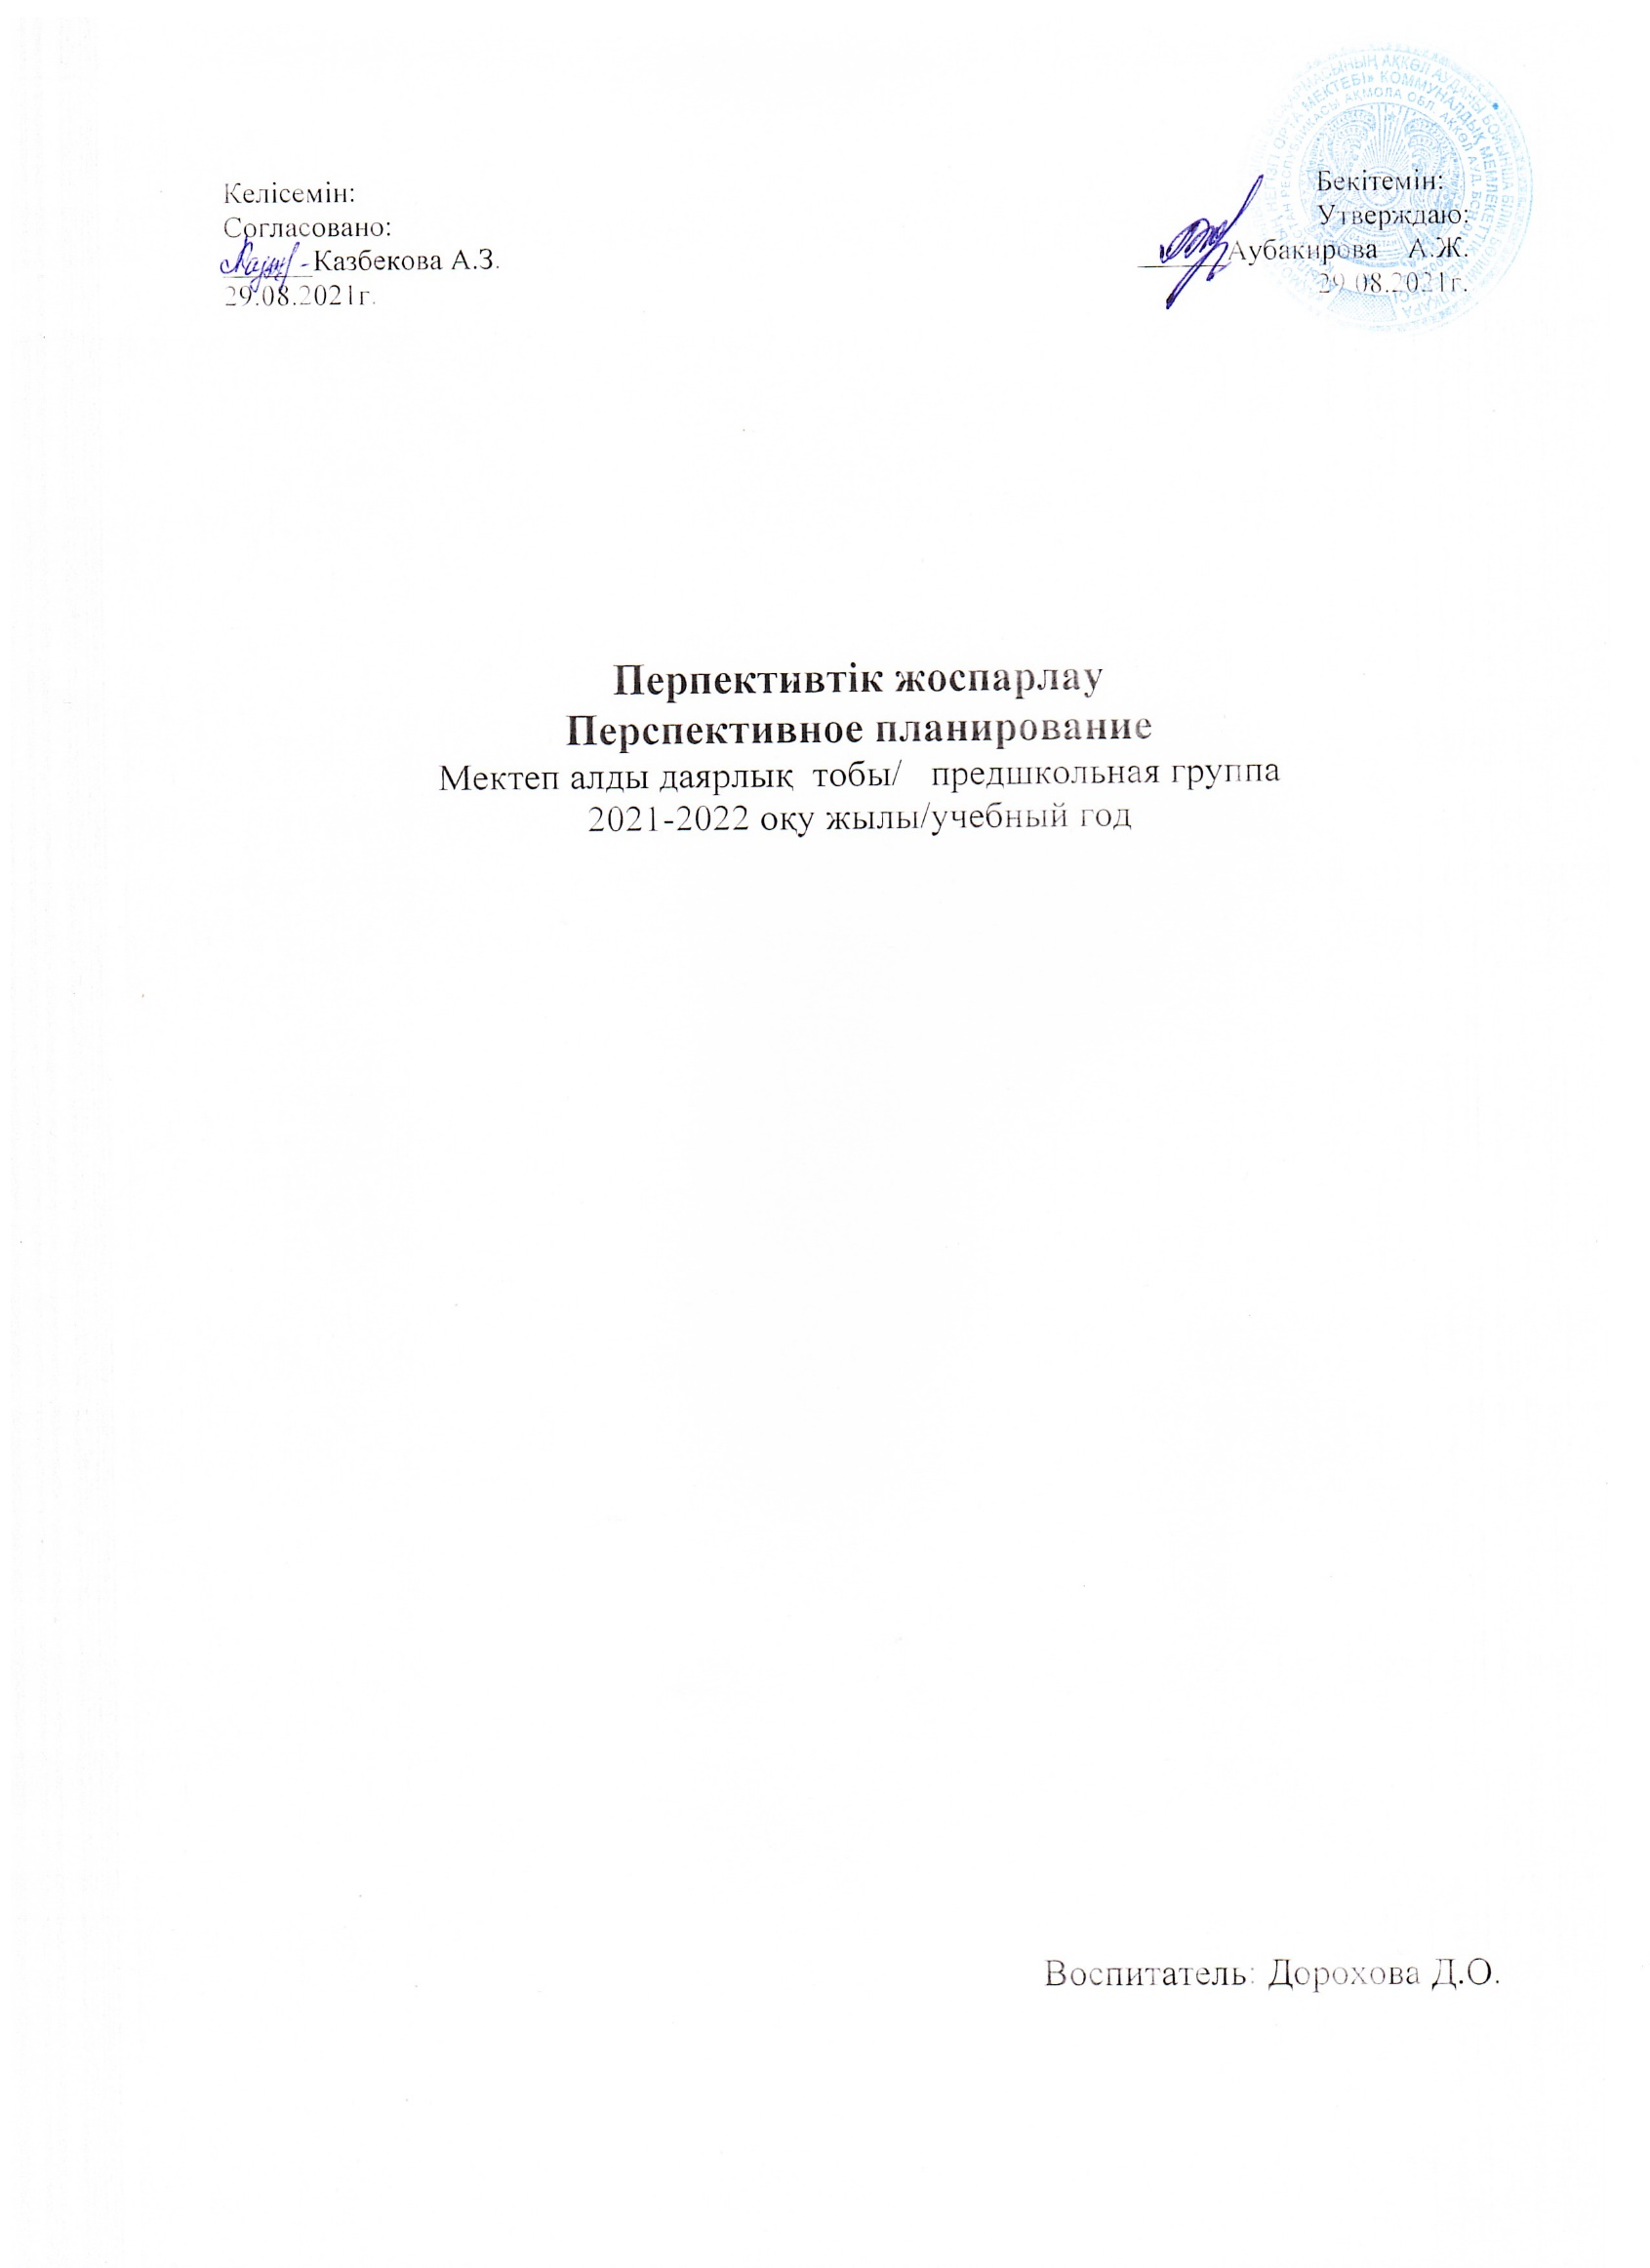 Келісемін:
Согласовано:
Казбекова А.З.
29.08.2021г.
Бекітемін:
Утверждаю:
Аубакирова А.Ж.
29.08.2021г.
Перпективтік жоспарлау
Перспективное планирование
Мектеп алды даярлық тобы/ предшкольная группа
2021-2022 оқу жылы/учебный год
Воспитатель: Дорохова Д.О.